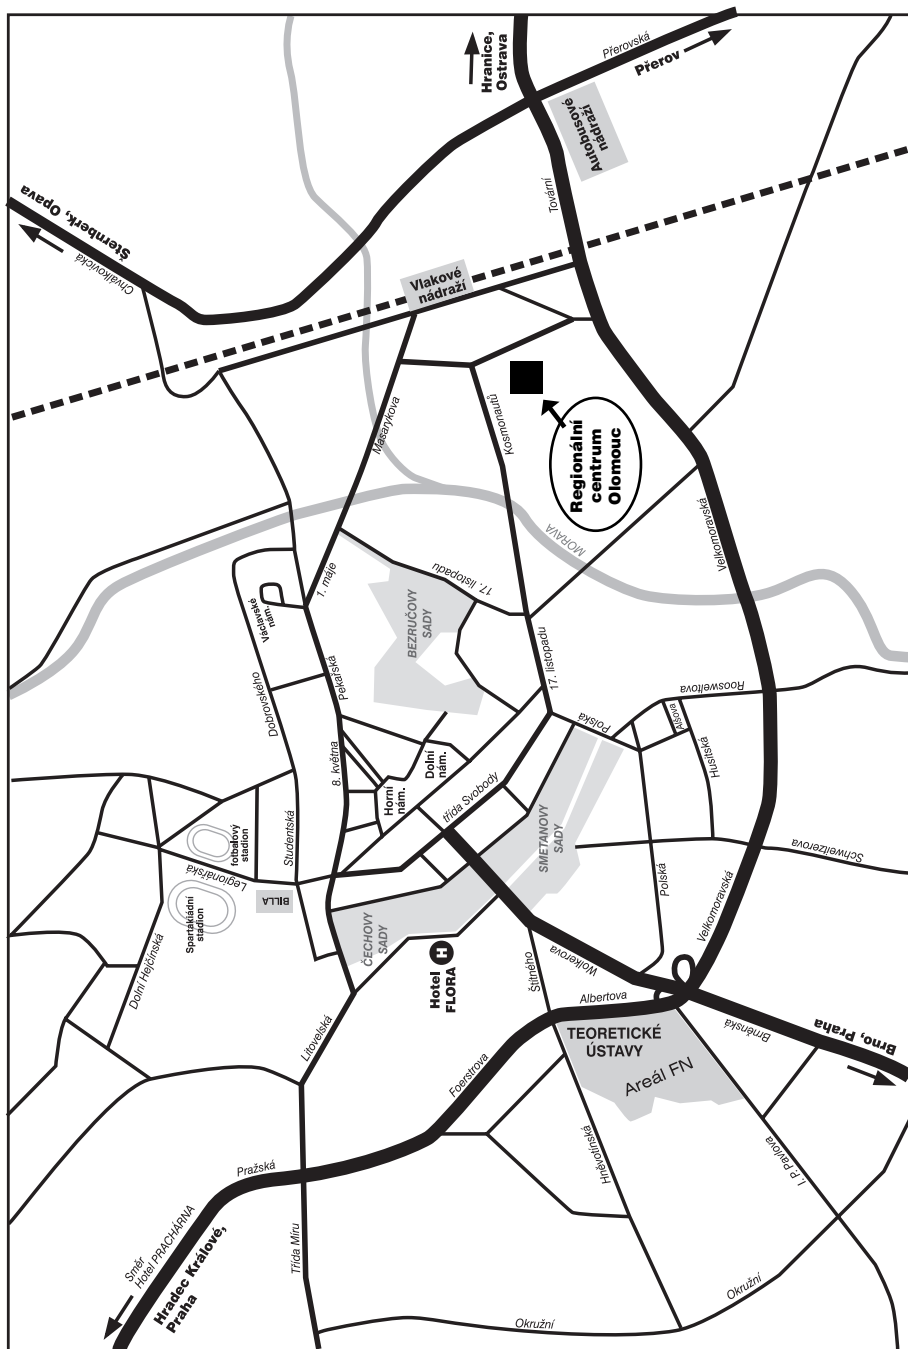 Hranice,
Ostrava
Přerovská
Přerov
Autobusové
nádraží
Tovární
Šternberk, Opava
Chválkovická
Vlakové
nádraží
Masarykova
Kosmonautů
Regionální
centrum
Olomouc
Velkomoravská
MORAVA
1. máje
17. listopadu
Václavské
nám.
BEZRUČOVY
SADY
Dobrovského
Pekařská
17. listopadu
Roosweltova
Polská
Alšova
Husitská
8. května
Dolní
nám.
Horní
nám.
třída Svobody
fotbalový
stadion
Studentská
Legionářská
BILLA
SMETANOVY
SADY
Schweitzerova
Polská
Velkomoravská
Spartakiádní
stadion
ČECHOVY
SADY
Dolní Hejčínská
H
Hotel
FLORA
Štítného
Wolkerova
Albertova
Litovelská
TEORETICKÉ
ÚSTAVY
Areál FN
Brněnská
Brno, Praha
Foerstrova
Hněvotínská
I. P. Pavlova
Pražská
Třída Míru
Směr
Hotel PRACHÁRNA
Hradec Králové,
Praha
Okružní
Okružní